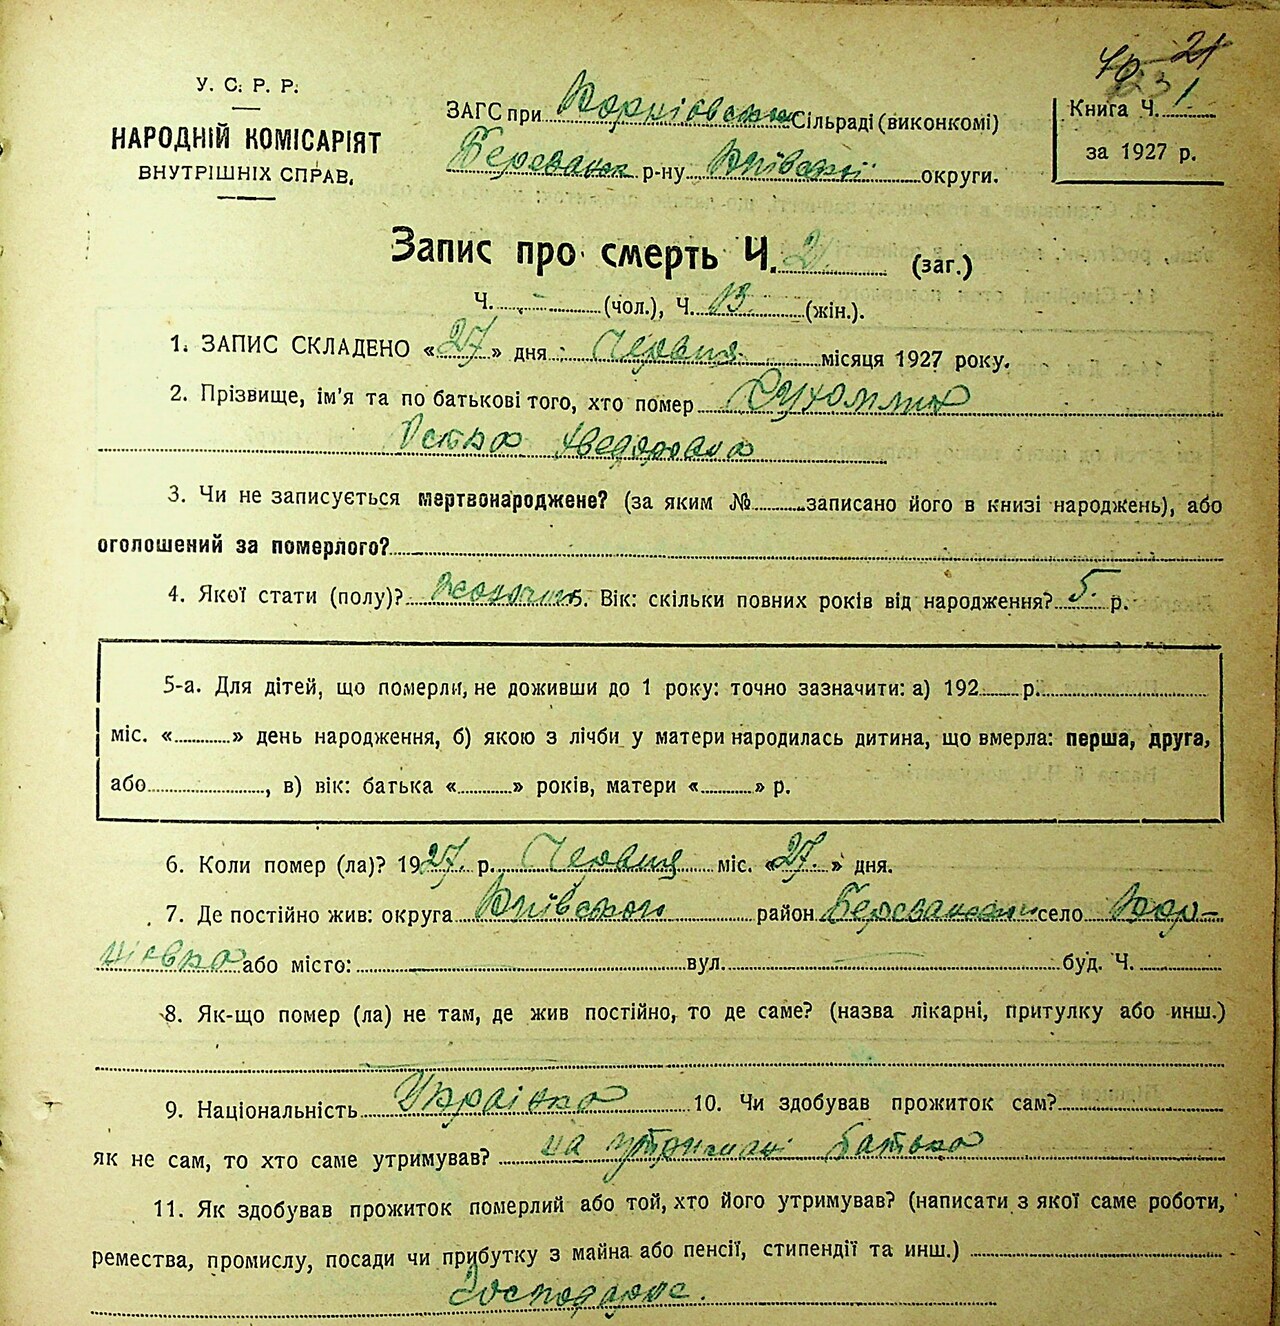 21
У. С. Р. Р.
НАРОДНІЙ КОМІСАРІЯТ
ВНУТРІШНІХ СПРАВ.
ЗАГС при Сільраді (виконкомі)
Березанск р-ну Київської округи.
Книга Ч. 1
за 1927 р.
Запис про смерть Ч. (заг.)
Ч. - (чол.), Ч. 13 (жін.).
1. ЗАПИС СКЛАДЕНО «27» дня Червня місяця 1927 року.
2. Прізвище, ім'я та по батькові того, хто помер Сухомлин
3. Чи не записується мертвонароджене? (за яким № записано його в книзі народжень), або
оголошений за померлого?
4. Якої стати (полу)? 5. Вік: скільки повних років від народження? 5. р.
5-а. Для дітей, що померли, не доживши до 1 року: точно зазначити: а) 192 р.
міс. « » день народження, б) якою з лічби у матери народилась дитина, що вмерла: перша, друга,
або , в) вік: батька « » років, матери « » р.
6. Коли помер (ла)? 1927. р. Червня міс. «27.» дня.
7. Де постійно жив: округа район село Кор-
ніовка або місто: вул. буд. Ч.
8. Як-що помер (ла) не там, де жив постійно, то де саме? (назва лікарні, притулку або инш.)
9. Національність Українка 10. Чи здобував прожиток сам?
як не сам, то хто саме утримував? на утримані батька
11. Як здобував прожиток померлий або той, хто його утримував? (написати з якої саме роботи,
ремества, промислу, посади чи прибутку з майна або пенсії, стипендії та инш.)